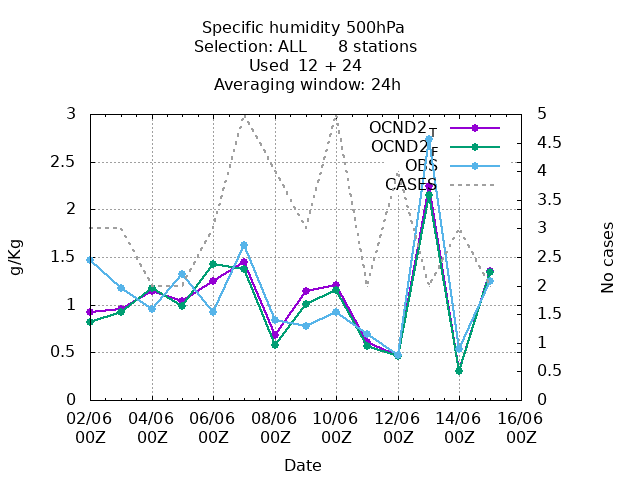 Specific humidity 500hPa
Selection: ALL 8 stations
Used 12 + 24
Averaging window: 24h
3
2.5
2
1.5
1
0.5
0
g/Kg
OCND2_T
OCND2_F
OBS
CASES
5
4.5
4
3.5
3
2.5
2
1.5
1
0.5
0
No cases
02/06 04/06 06/06 08/06 10/06 12/06 14/06 16/06
00Z 00Z 00Z 00Z 00Z 00Z 00Z 00Z
Date